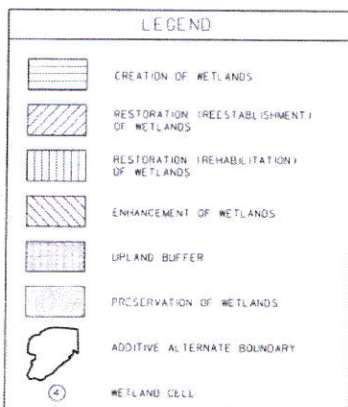 LEGEND
CREATION OF WETLANDS
RESTORATION (REESTABLISHMENT)
OF WETLANDS
RESTORATION (REHABILITATION)
OF WETLANDS
ENHANCEMENT OF WETLANDS
UPLAND BUFFER
PRESERVATION OF WETLANDS
ADDITIVE ALTERNATE BOUNDARY
4
WETLAND CELL